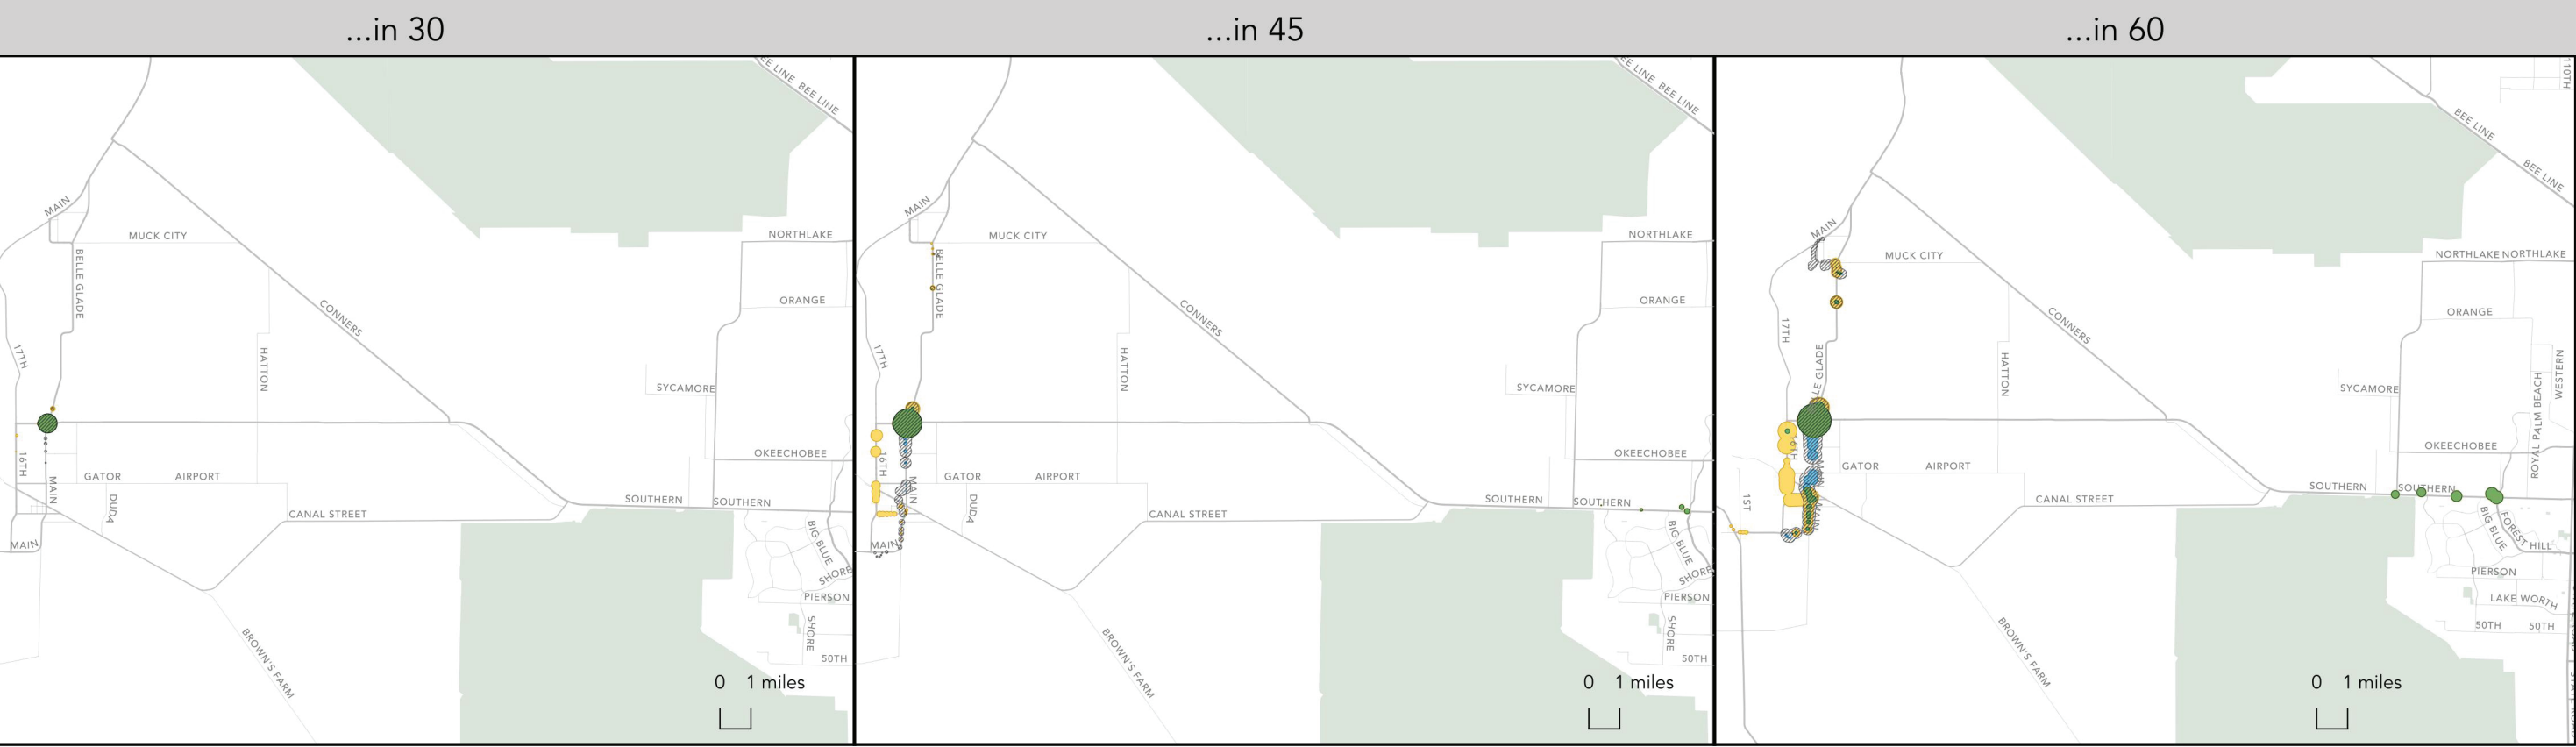 ...in 30
...in 45
...in 60
BEE LINE
MAIN
MUCK CITY
NORTHLAKE
BELLE GLADE
ORANGE
CONNERS
17TH
HATTON
SYCAMORE
16TH
OKEECHOBEE
GATOR
AIRPORT
MAIN
DUDA
SOUTHERN
SOUTHERN
CANAL STREET
BIG BLUE
MAIN
SHORE
PIERSON
SHORE
BROWN'S FARM
50TH
0 1 miles
BEE LINE
MAIN
MUCK CITY
NORTHLAKE
BELLE GLADE
ORANGE
CONNERS
17TH
HATTON
SYCAMORE
16TH
OKEECHOBEE
GATOR
AIRPORT
MAIN
DUDA
SOUTHERN
SOUTHERN
CANAL STREET
BIG BLUE
MAIN
SHORE
PIERSON
SHORE
BROWN'S FARM
50TH
0 1 miles
110TH
BEE LINE
BEE LINE
MAIN
MUCK CITY
NORTHLAKE
NORTHLAKE
ORANGE
17TH
CONNERS
HATTON
WESTERN
SYCAMORE
ROYAL PALM BEACH
OKEECHOBEE
16TH
GATOR
AIRPORT
MAIN
SOUTHERN
SOUTHERN
CANAL STREET
1ST
MAIN
BIG BLUE
FOREST HILL
PIERSON
LAKE WORTH
50TH
50TH
BROWN'S FARM
0 1 miles